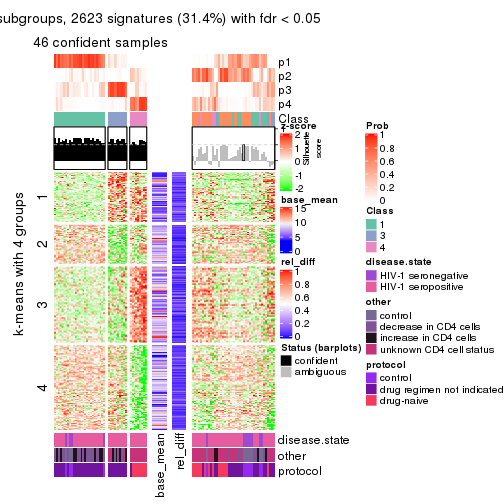 subgroups, 2623 signatures (31.4%) with fdr < 0.05
46 confident samples
p1
p2
p3
p4
Class
z-score
2
1
0
-1
-2
Silhouette
score
base_mean
15
10
5
0
rel_diff
1
0.8
0.6
0.4
0.2
0
Status (barplots)
confident
ambiguous
k-means with 4 groups
1
2
3
4
base_mean
rel_diff
disease.state
other
protocol
Prob
1
0.8
0.6
0.4
0.2
0
Class
1
3
4
disease.state
HIV-1 seronegative
HIV-1 seropositive
other
control
decrease in CD4 cells
increase in CD4 cells
unknown CD4 cell status
protocol
control
drug regimen not indicated
drug-naive